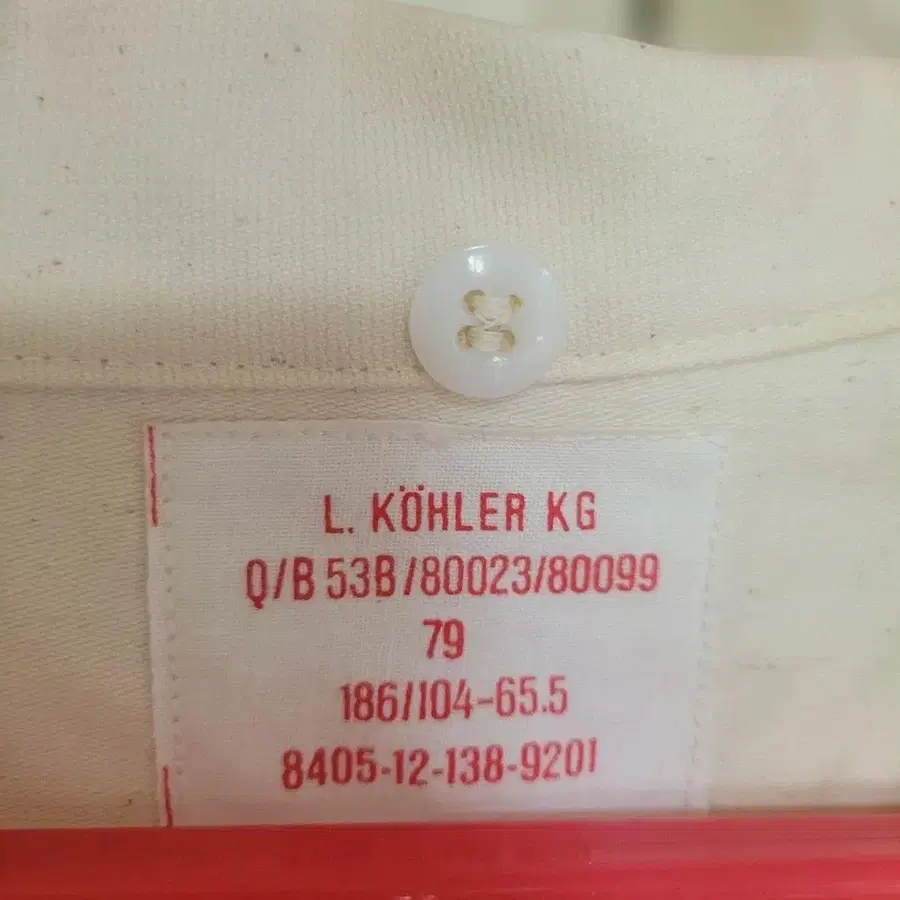 L. KÖHLER KG
Q/B 53B/80023/80099
79
186/104-65.5
8405-12-138-9201